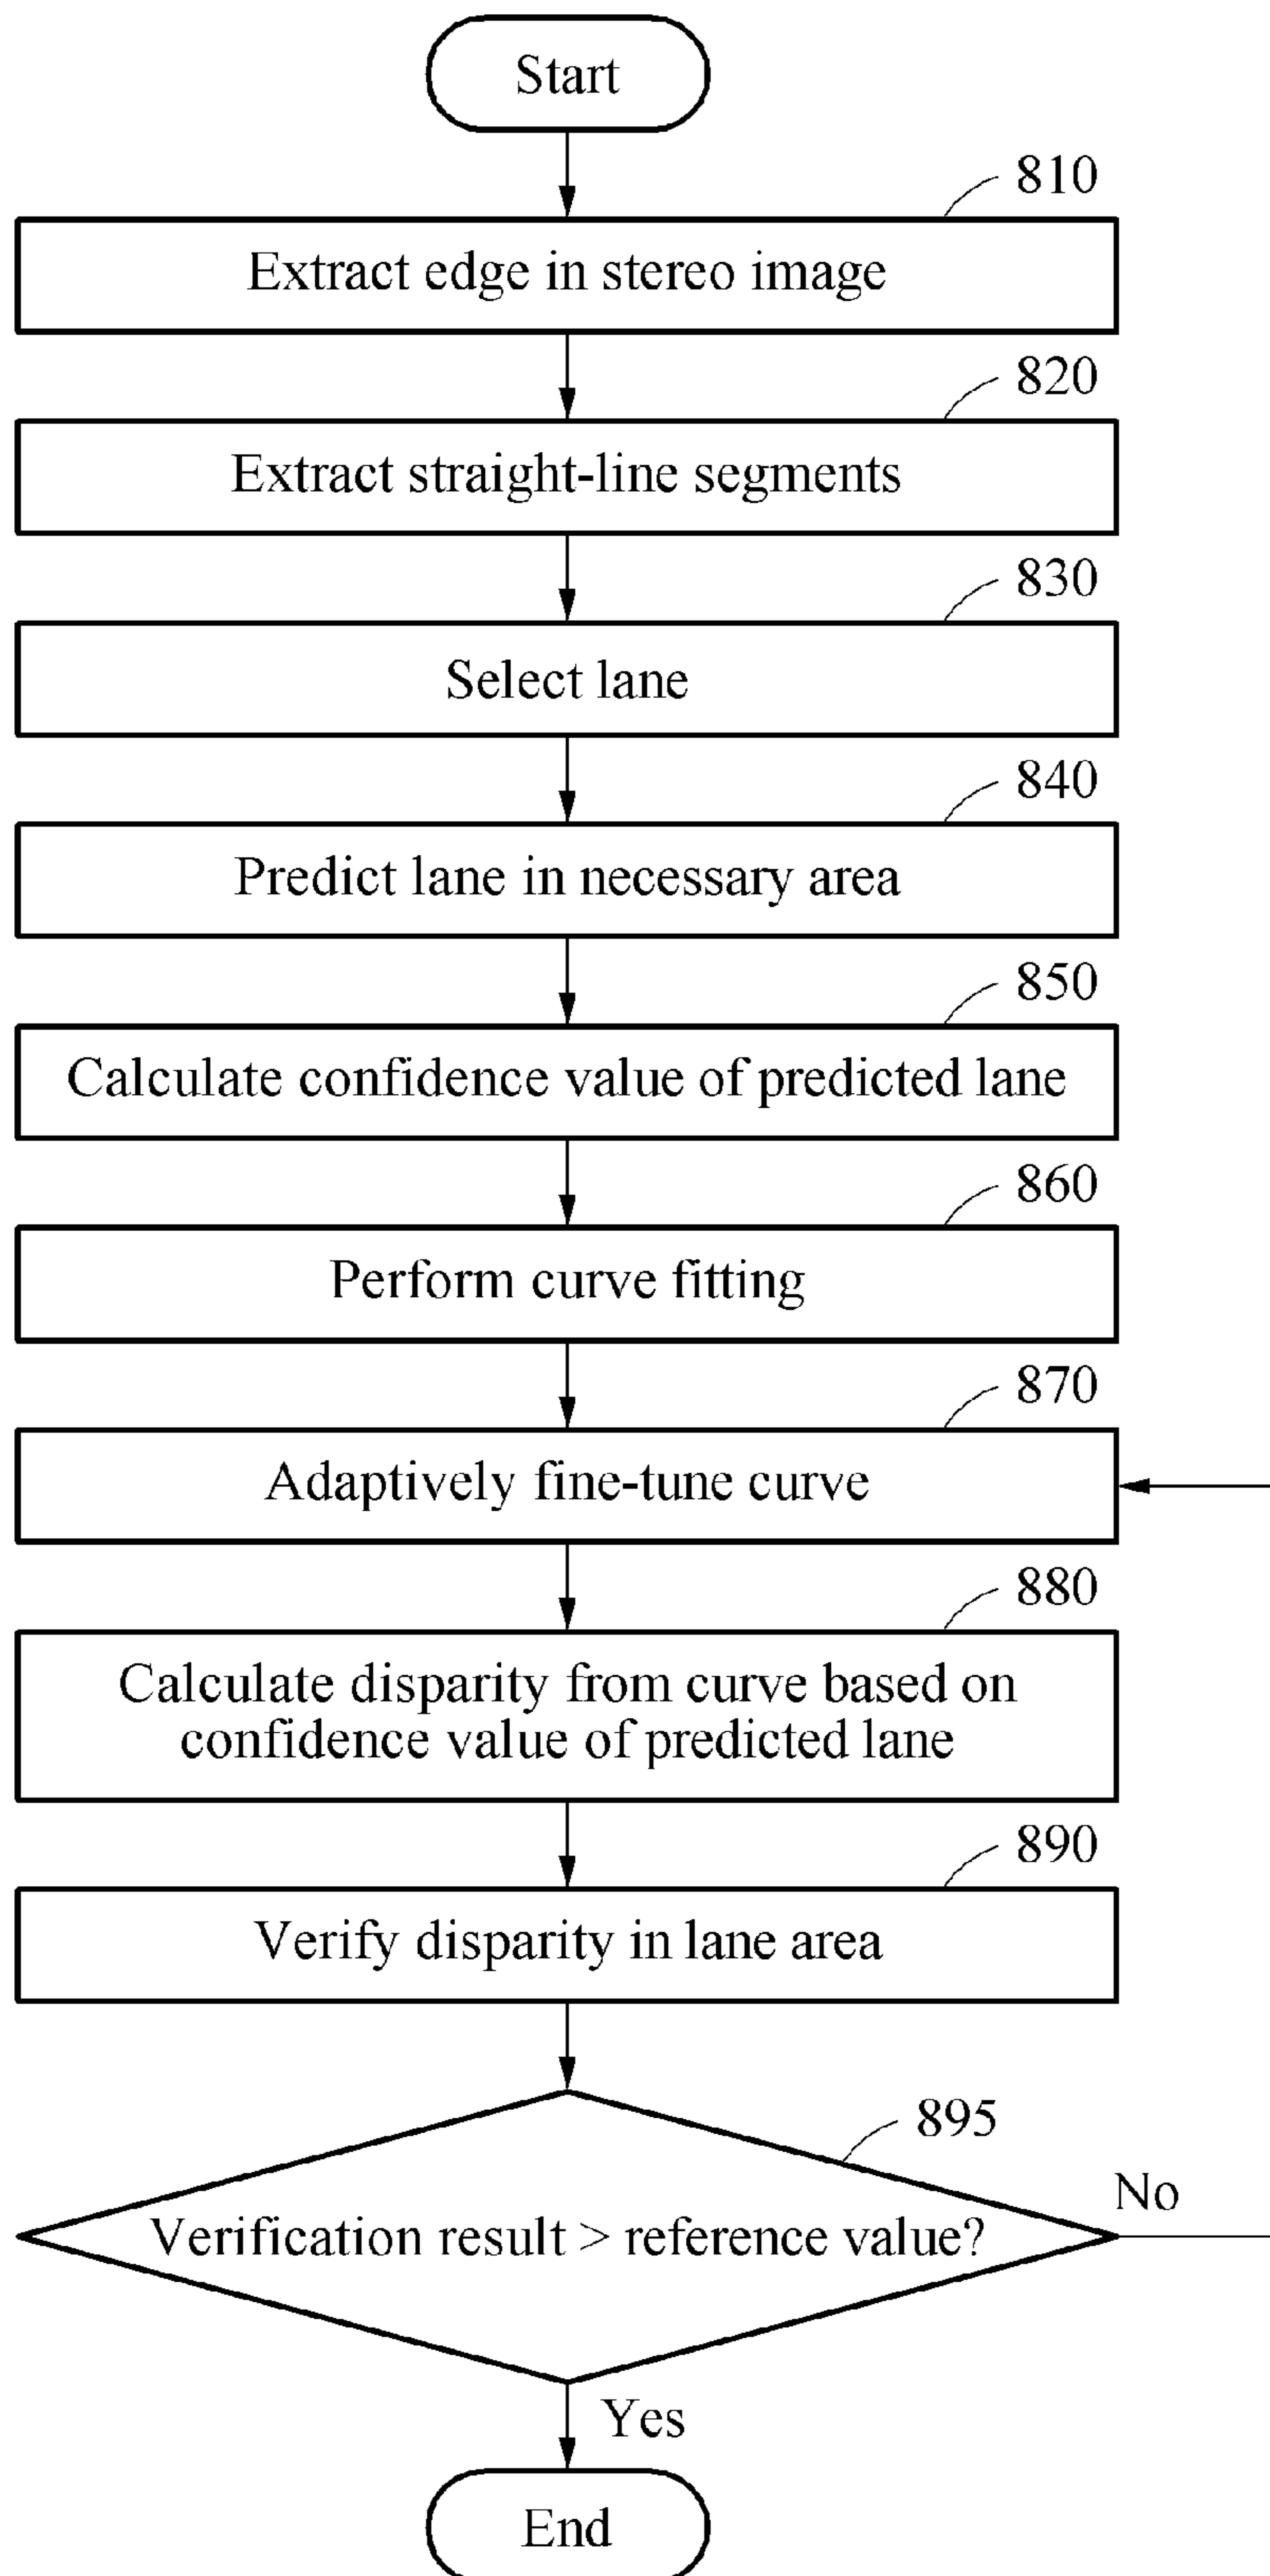 Start
810
Extract edge in stereo image
820
Extract straight-line segments
830
Select lane
840
Predict lane in necessary area
850
Calculate confidence value of predicted lane
860
Perform curve fitting
870
Adaptively fine-tune curve
880
Calculate disparity from curve based on
confidence value of predicted lane
890
Verify disparity in lane area
895
No
Verification result > reference value?
Yes
End